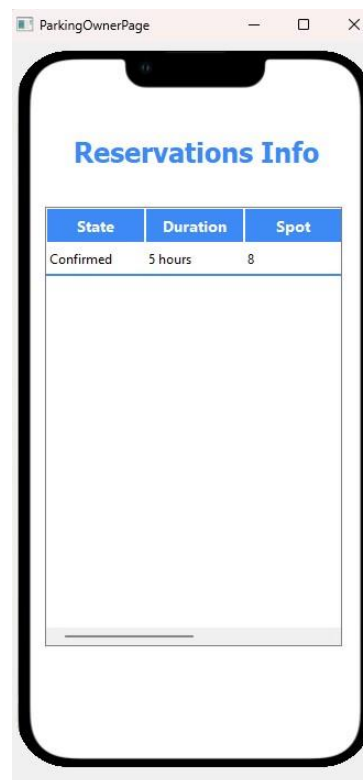 ParkingOwnerPage
Reservations Info
State Duration Spot
Confirmed 5 hours 8